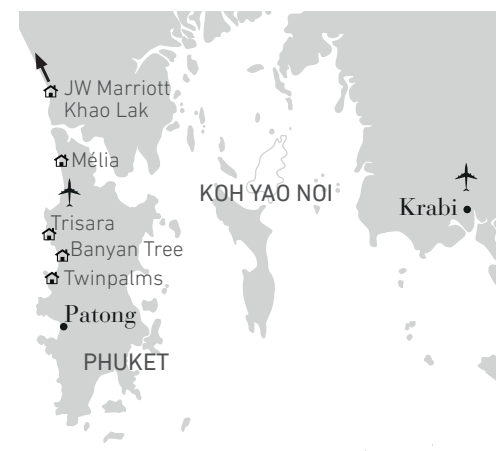 JW Marriott
Khao Lak
Mélia
KOH YAO NOI
Krabi
Trisara
Banyan Tree
Twinpalms
Patong
PHUKET